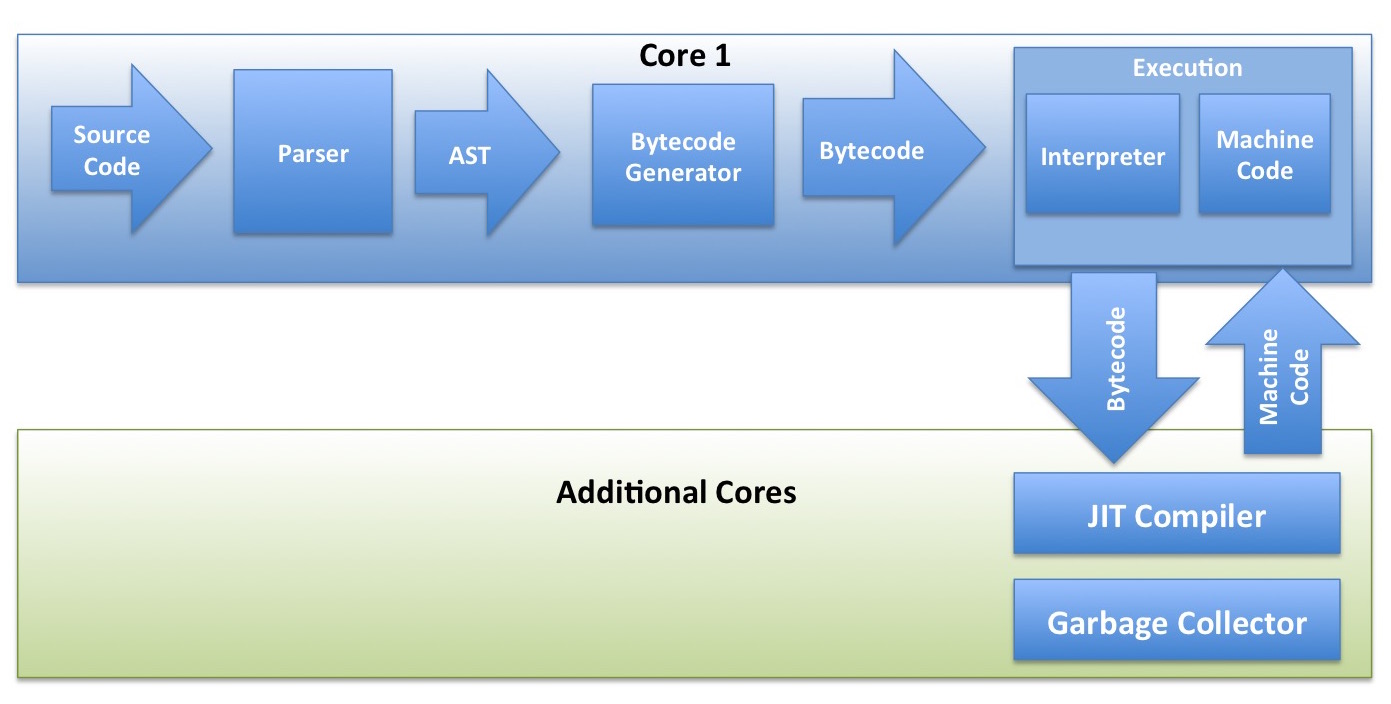 Core 1
Source
Code
Parser
AST
Bytecode
Generator
Bytecode
Execution
Interpreter
Machine
Code
Bytecode
Machine
Code
Additional Cores
JIT Compiler
Garbage Collector